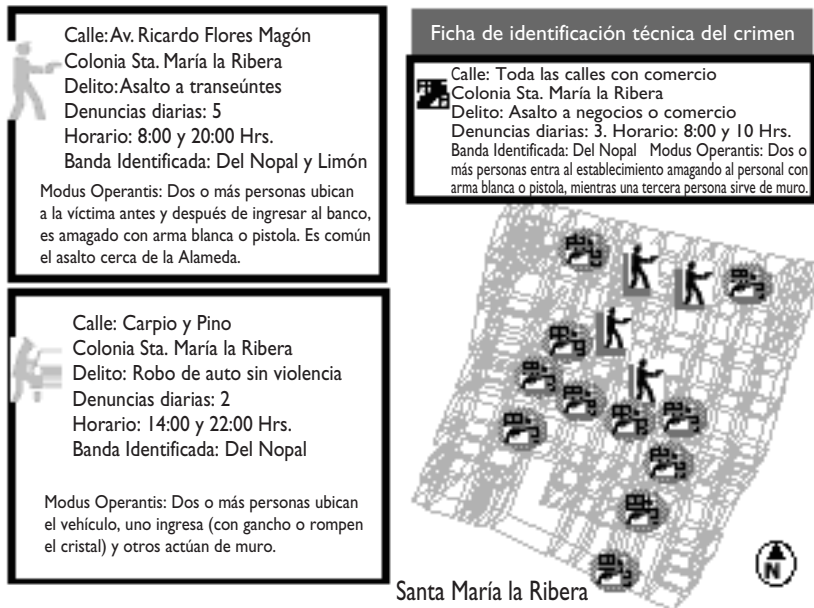 Calle: Av. Ricardo Flores Magón
Colonia Sta. María la Ribera
Delito: Asalto a transeúntes
Denuncias diarias: 5
Horario: 8:00 y 20:00 Hrs.
Banda Identificada: Del Nopal y Limón
Modus Operantis: Dos o más personas ubican
a la víctima antes y después de ingresar al banco,
es amagado con arma blanca o pistola. Es común
el asalto cerca de la Alameda.
Calle: Carpio y Pino
Colonia Sta. María la Ribera
Delito: Robo de auto sin violencia
Denuncias diarias: 2
Horario: 14:00 y 22:00 Hrs.
Banda Identificada: Del Nopal
Modus Operantis: Dos o más personas ubican
el vehículo, uno ingresa (con gancho o rompen
el cristal) y otros actúan de muro.
Ficha de identificación técnica del crimen
Calle: Toda las calles con comercio
Colonia Sta. María la Ribera
Delito: Asalto a negocios o comercio
Denuncias diarias: 3. Horario: 8:00 y 10 Hrs.
Banda Identificada: Del Nopal Modus Operantis: Dos o
más personas entra al establecimiento amagando al personal con
arma blanca o pistola, mientras una tercera persona sirve de muro.
N
Santa María la Ribera